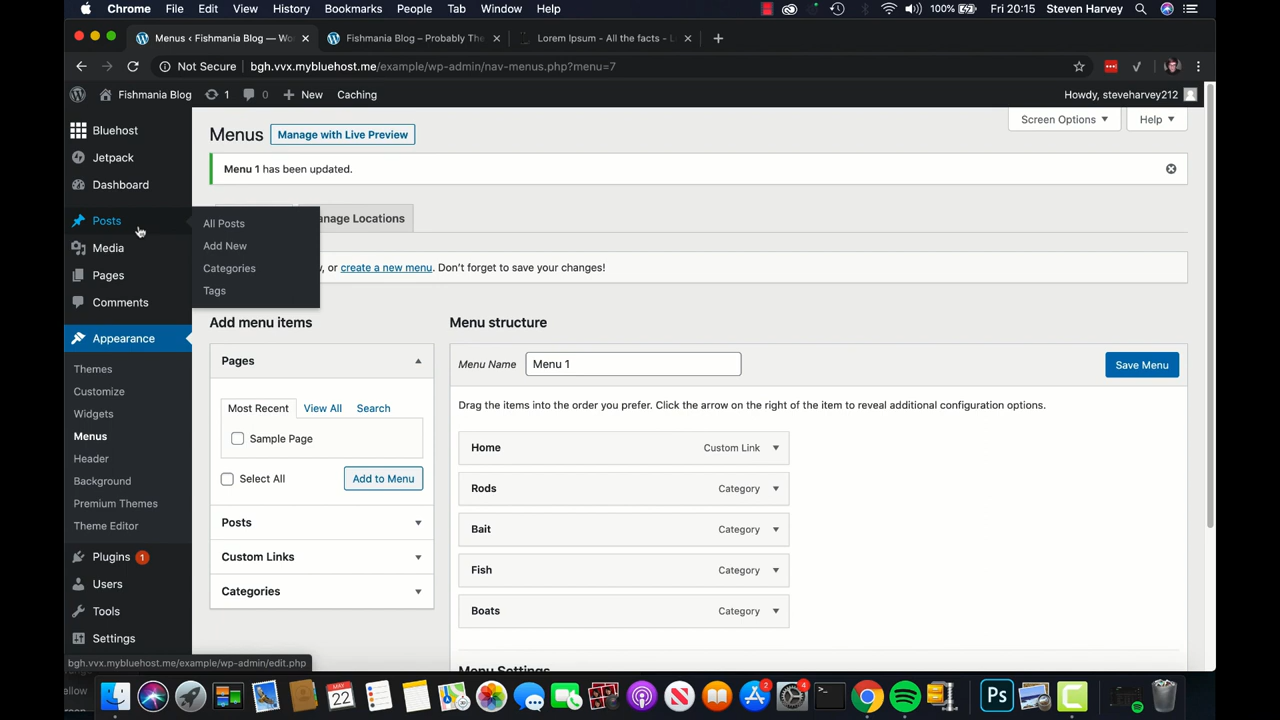 Chrome File Edit View History Bookmarks People Tab Window Help 100% Fri 20:15 Steven Harvey
Menus ‹ Fishmania Blog — Wo Fishmania Blog – Probably The Lorem Ipsum - All the facts - L
Not Secure bgh.vvx.mybluehost.me/example/wp-admin/nav-menus.php?menu=7
Fishmania Blog 1 0 New Caching Howdy, steveharvey212
Screen Options Help
Bluehost
Jetpack
Dashboard
Posts
Media
Pages
Comments
Appearance
Themes
Customize
Widgets
Menus
Header
Background
Premium Themes
Theme Editor
Plugins 1
Users
Tools
Settings
All Posts
Add New
Categories
Tags
Menus Manage with Live Preview
Menu 1 has been updated.
anage Locations
, or create a new menu. Don’t forget to save your changes!
Add menu items
Pages
Most Recent View All Search
Sample Page
Select All Add to Menu
Posts
Custom Links
Categories
Menu structure
Menu Name Menu 1 Save Menu
Drag the items into the order you prefer. Click the arrow on the right of the item to reveal additional configuration options.
Home Custom Link
Rods Category
Bait Category
Fish Category
Boats Category
Menu Settings
bgh.vvx.mybluehost.me/example/wp-admin/edit.php
MAY
22
2
4
Ps